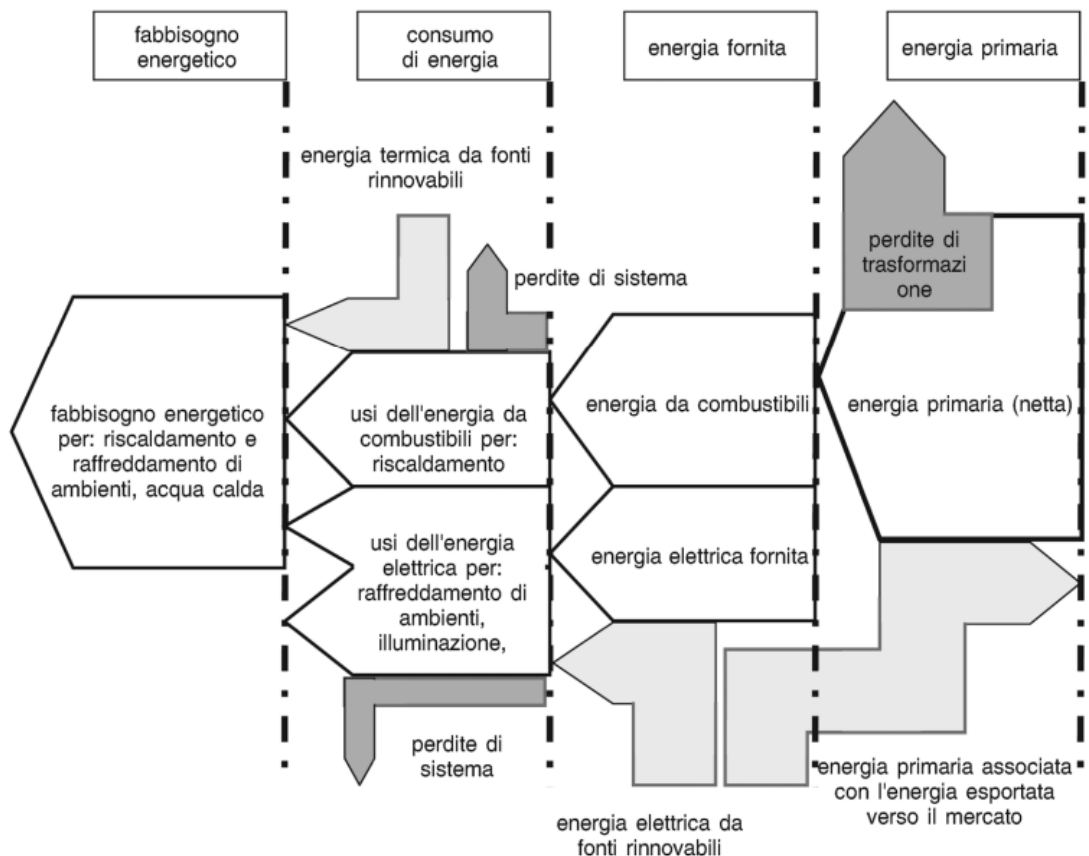 fabbisogno
energetico
consumo
di energia
energia fornita
energia primaria
energia termica da fonti
rinnovabili
perdite di sistema
perdite di
trasformazi
one
fabbisogno energetico
per: riscaldamento e
raffreddamento di
ambienti, acqua calda
usi dell'energia da
combustibili per:
riscaldamento
energia da combustibili
energia primaria (netta)
usi dell'energia
elettrica per:
raffreddamento di
ambienti,
illuminazione,
energia elettrica fornita
perdite di
sistema
energia elettrica da
fonti rinnovabili
energia primaria associata
con l'energia esportata
verso il mercato